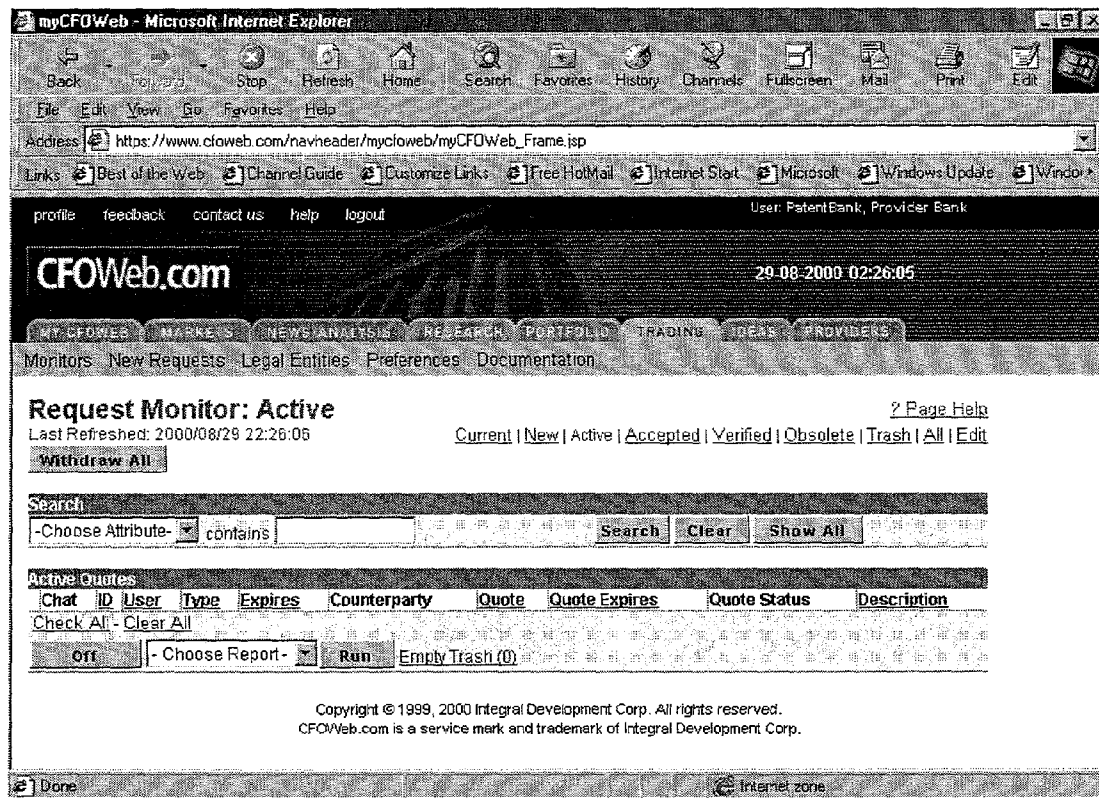 myCFOWeb - Microsoft Internet Explorer
Back Forward Stop Refresh Home Search Favorites History Channels Fullscreen Mail Print Edit
File Edit View Go Favorites Help
Address https://www.cfoweb.com/navheader/mycfoweb/myCFOWeb_Frame.jsp
Links Best of the Web Channel Guide Customize Links Free HotMail Internet Start Microsoft Windows Update Window
profile feedback contact us help logout User: PatentBank, Provider Bank
CFOWeb.com 29-08-2000 02:26:05
MY CFOWEB MARKETS NEWS/ANALYSIS RESEARCH PORTFOLIO TRADING IDEAS PROVIDERS
Monitors New Requests Legal Entities Preferences Documentation
Request Monitor: Active ? Page Help
Last Refreshed: 2000/08/29 22:26:06 Current | New | Active | Accepted | Verified | Obsolete | Trash | All | Edit
Withdraw All
Search
-Choose Attribute- contains Search Clear Show All
Active Quotes
Chat ID User Type Expires Counterparty Quote Quote Expires Quote Status Description
Check All - Clear All
Off - Choose Report - Run Empty Trash (0)
Copyright © 1999, 2000 Integral Development Corp. All rights reserved.
CFOWeb.com is a service mark and trademark of Integral Development Corp.
Done Internet zone